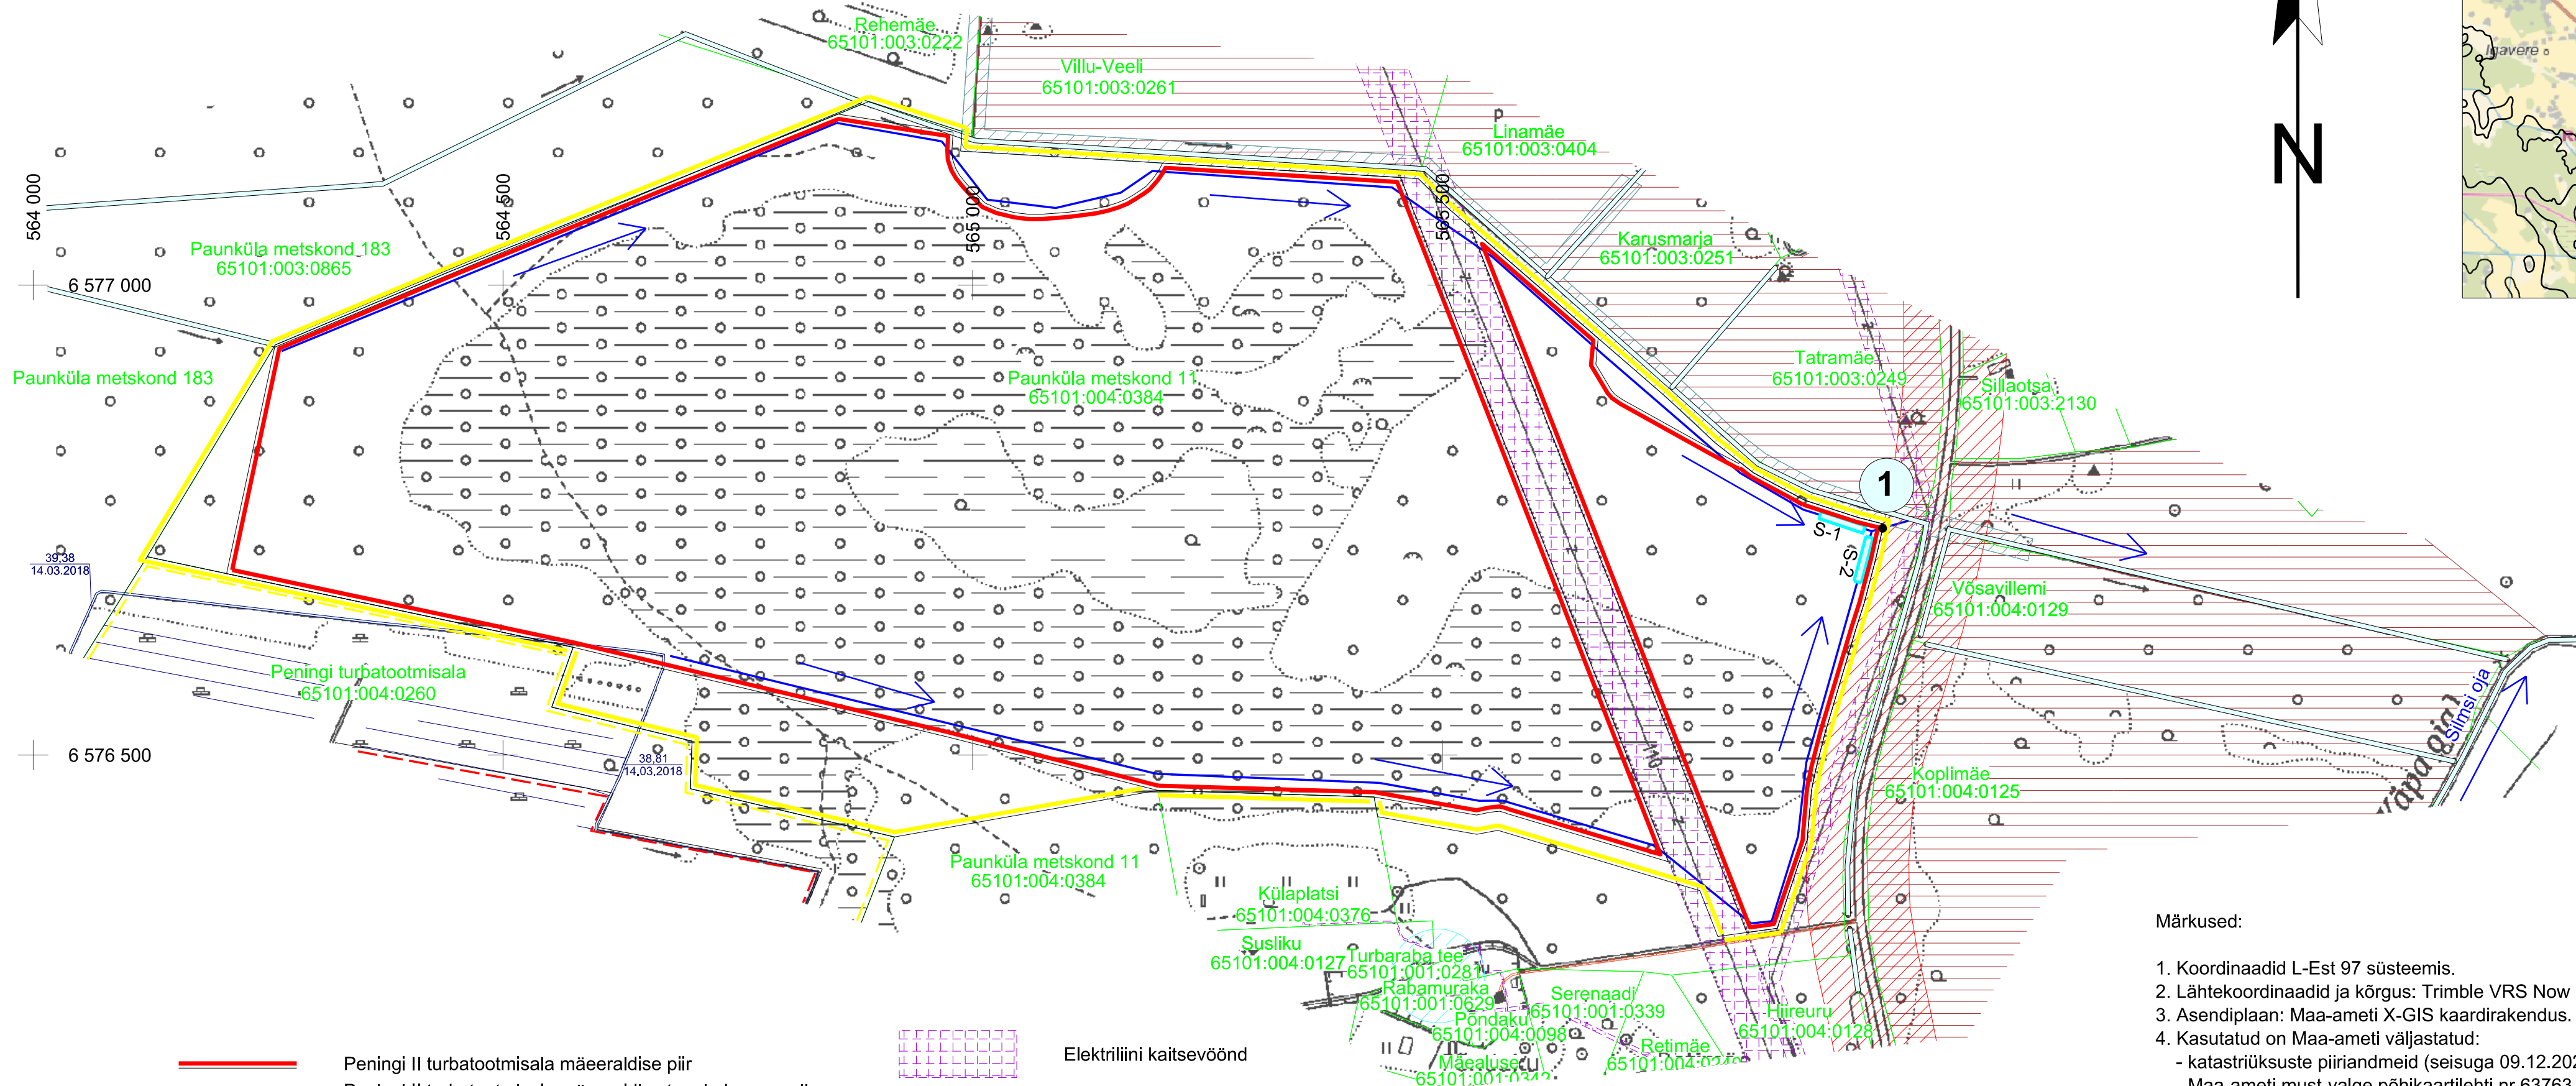 Rehemäe
65101:003:0222
Villu-Veeli
65101:003:0261
Igavere
Linamäe
65101:003:0404
N
564 000
564 500
565 000
565 500
Paunküla metskond 183
65101:003:0865
Karusmarja
65101:003:0251
6 577 000
Paunküla metskond 183
Paunküla metskond 11
65101:004:0384
Tatramäe
65101:003:0249
Sillaotsa
65101:003:2130
1
S-1
S-2
39,38
14.03.2018
Võsavillemi
65101:004:0129
Peningi turbatootmisala
65101:004:0260
Silmsi oja
6 576 500
38,81
14.03.2018
Koplimäe
65101:004:0125
Paunküla metskond 11
65101:004:0384
Külaplatsi
65101:004:0376
Susliku
65101:004:0127
Turbaraba tee
65101:001:0281
Rabamuraka
65101:001:0629
Põndaku
65101:004:0098
Serenaadi
65101:001:0339
Hiireuru
65101:004:0128
Retimäe
Mäealuse
65101:001:0342
Märkused:
1. Koordinaadid L-Est 97 süsteemis.
2. Lähtekoordinaadid ja kõrgus: Trimble VRS Now
3. Asendiplaan: Maa-ameti X-GIS kaardirakendus.
4. Kasutatud on Maa-ameti väljastatud:
- katastriüksuste piiriandmeid (seisuga 09.12.202
Peningi II turbatootmisala mäeeraldise piir
Elektriliini kaitsevöönd